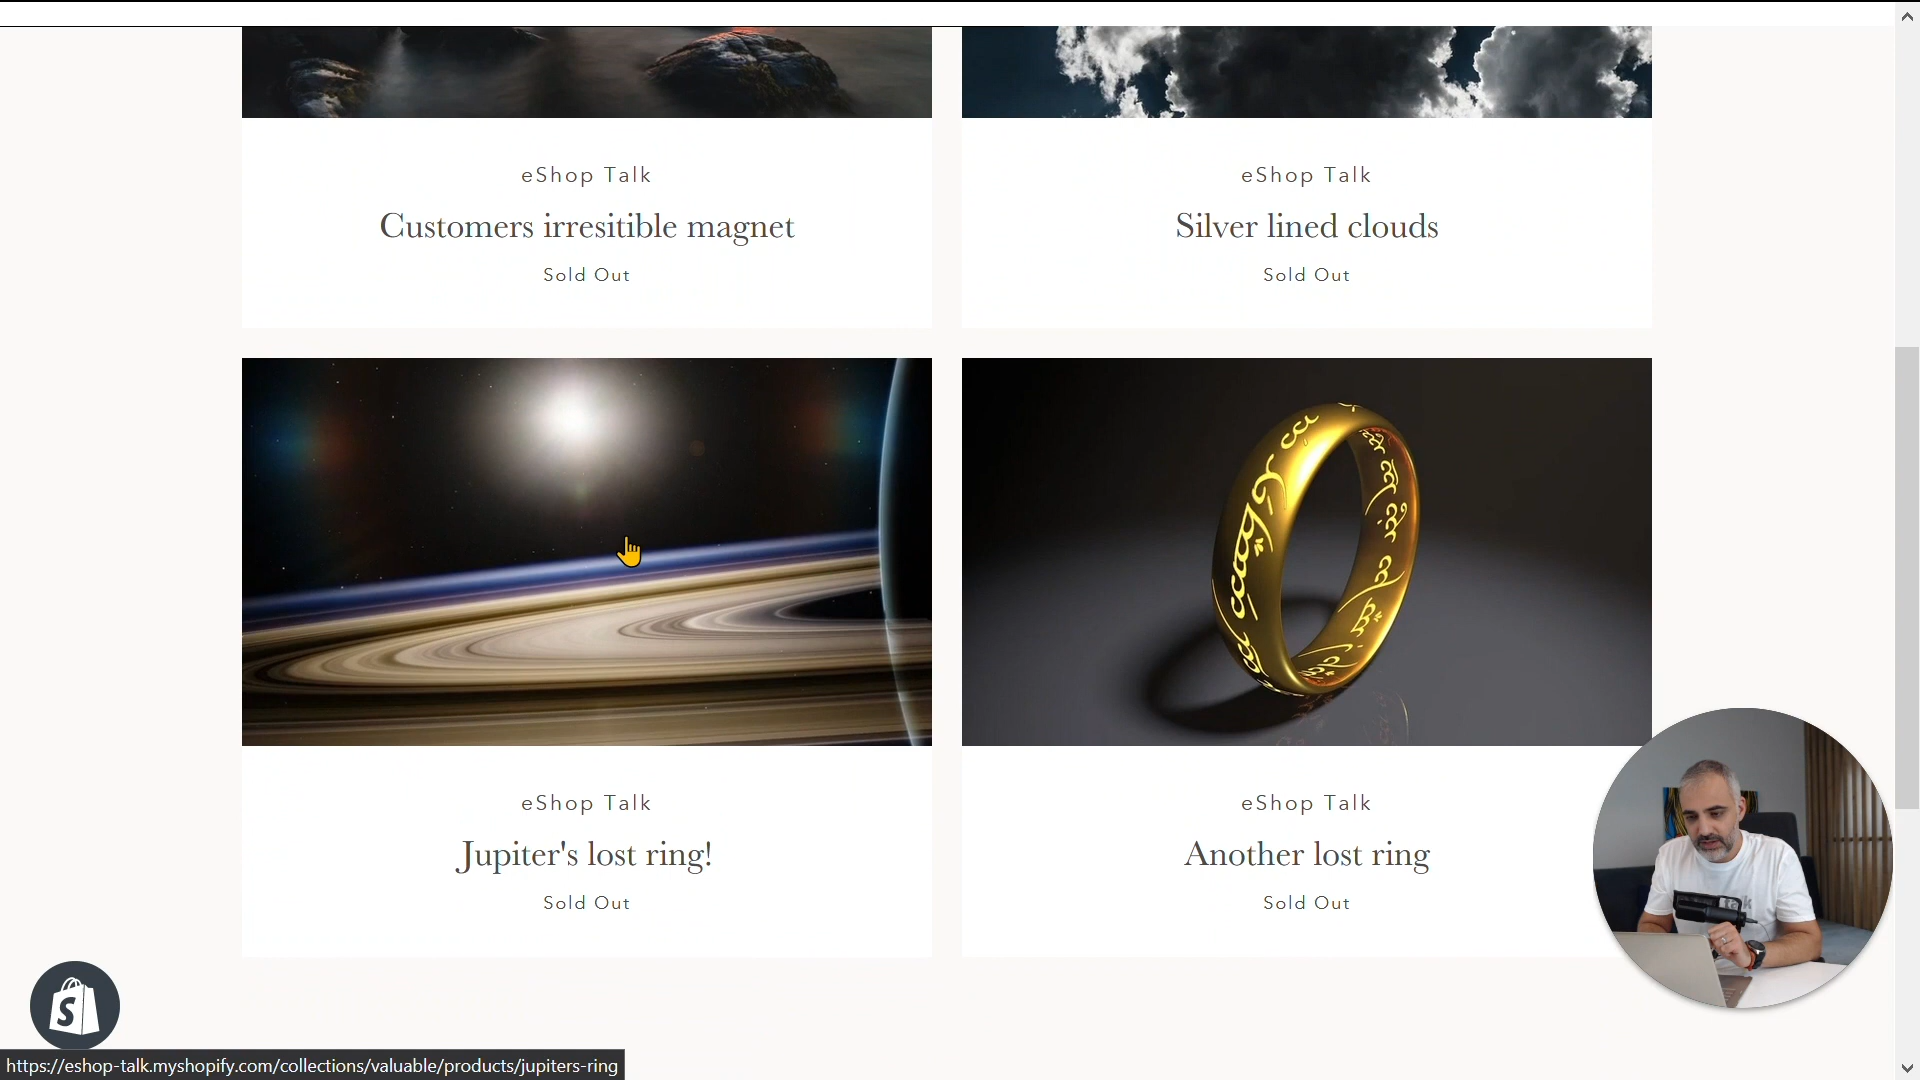 eShop Talk
Customers irresitible magnet
Sold Out
eShop Talk
Silver lined clouds
Sold Out
eShop Talk
Jupiter's lost ring!
Sold Out
eShop Talk
Another lost ring
Sold Out
S
https://eshop-talk.myshopify.com/collections/valuable/products/jupiters-ring